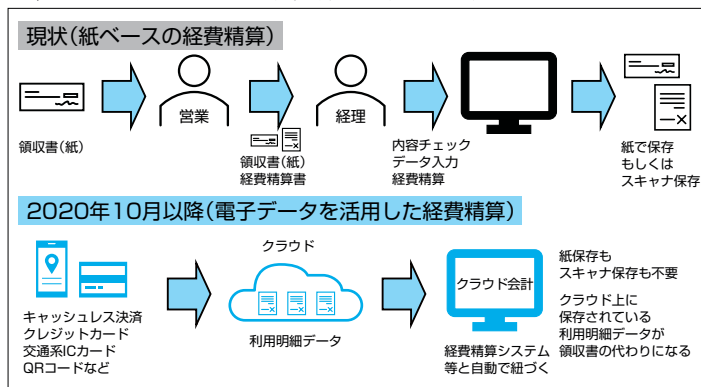 現状(紙ベースの経費精算)
領収書(紙)
営業
領収書(紙)
経費精算書
経理
内容チェック
データ入力
経費精算
紙で保存
もしくは
スキャナ保存
2020年10月以降(電子データを活用した経費精算)
キャッシュレス決済
クレジットカード
交通系ICカード
QRコードなど
クラウド
利用明細データ
クラウド会計
経費精算システム
等と自動で紐づく
紙保存も
スキャナ保存も不要
クラウド上に
保存されている
利用明細データが
領収書の代わりになる